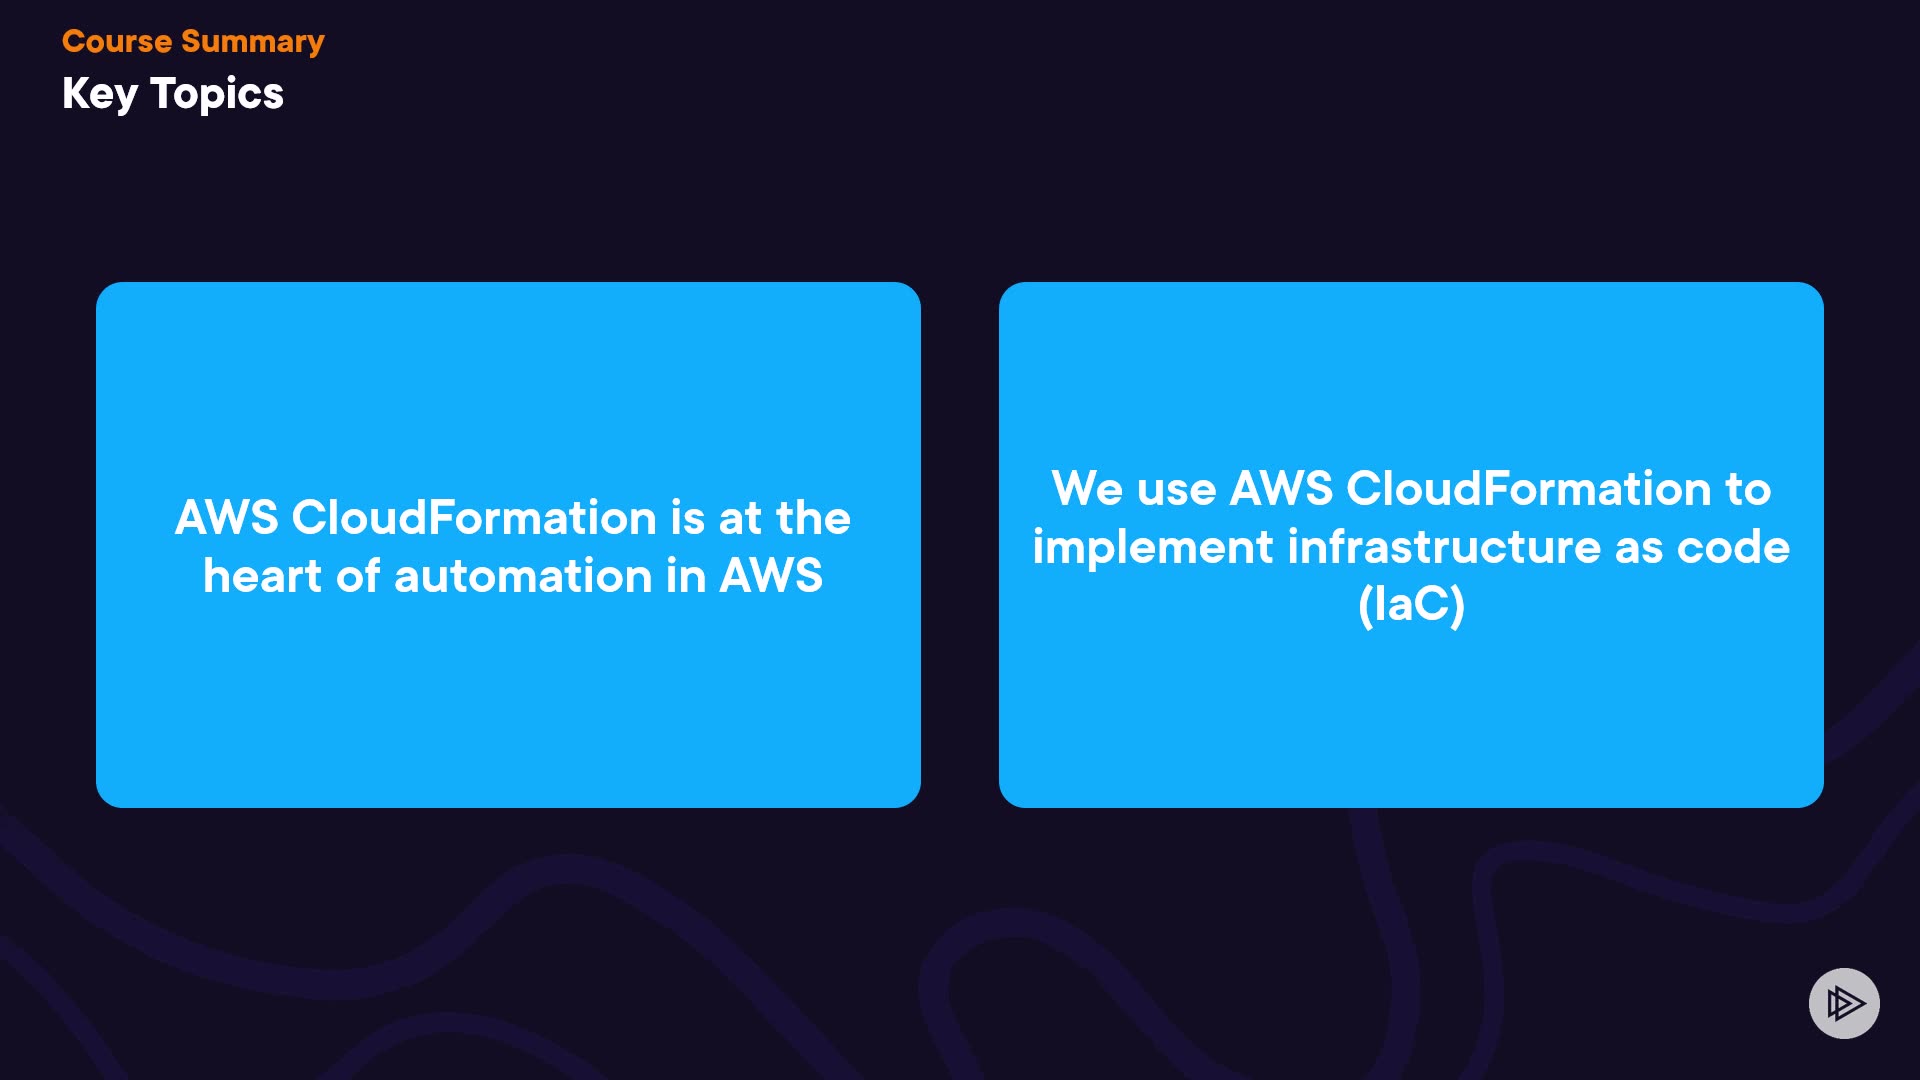 Course Summary
Key Topics
AWS CloudFormation is at the
heart of automation in AWS
We use AWS CloudFormation to
implement infrastructure as code
(IaC)